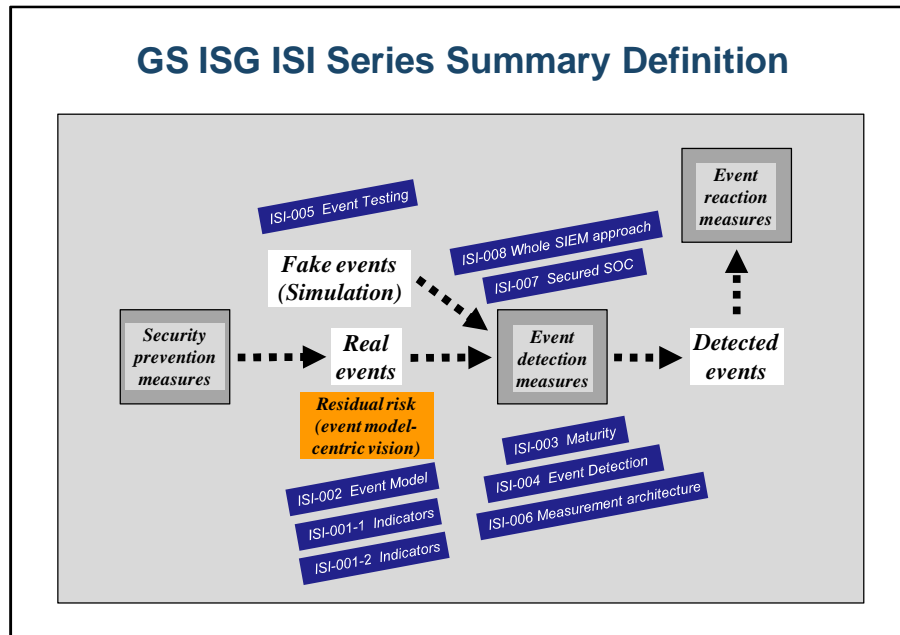 GS ISG ISI Series Summary Definition
Event
reaction
measures
ISI-005 Event Testing
ISI-008 Whole SIEM approach
ISI-007 Secured SOC
Fake events
(Simulation)
Security
prevention
measures
Real
events
Event
detection
measures
Detected
events
Residual risk
(event model-
centric vision)
ISI-003 Maturity
ISI-004 Event Detection
ISI-006 Measurement architecture
ISI-002 Event Model
ISI-001-1 Indicators
ISI-001-2 Indicators